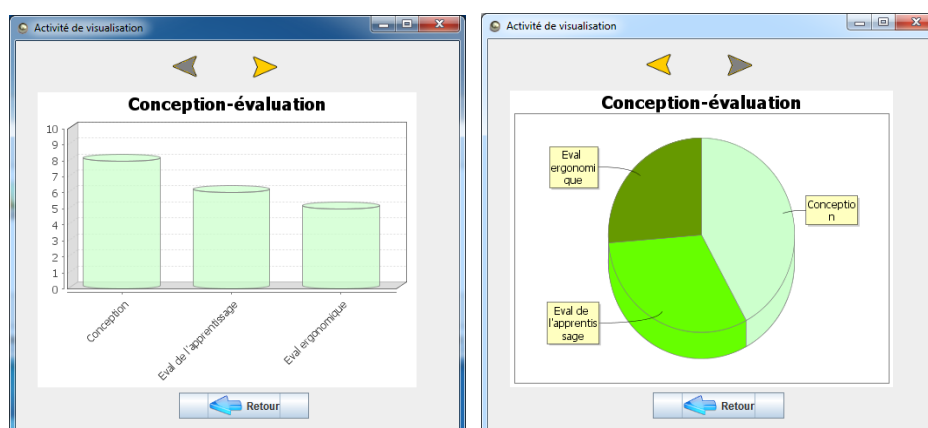 Activité de visualisation
Conception-évaluation
10
9
8
7
6
5
4
3
2
1
0
Conception
Eval de l'apprentissage
Eval ergonomique
Retour
Activité de visualisation
Conception-évaluation
Eval
ergonomi
que
Conceptio
n
Eval de
l'apprentis
sage
Retour